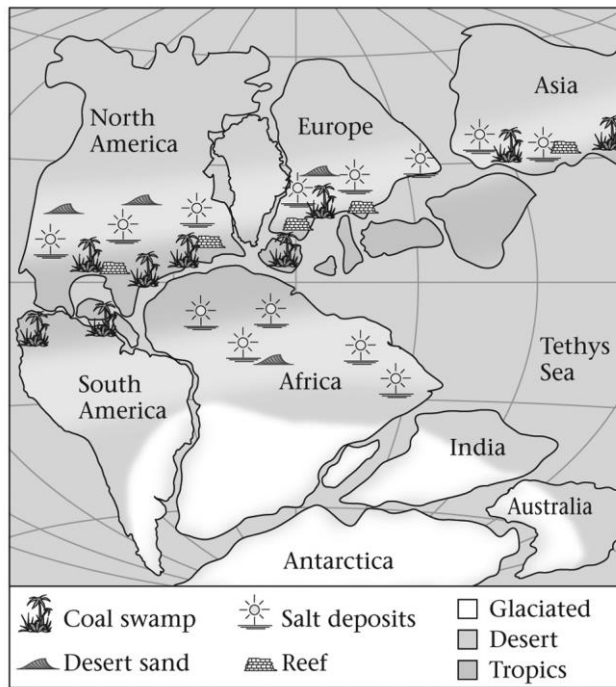 North
America
Europe
Asia
Tethys
Sea
Africa
South
America
India
Australia
Antarctica
Coal swamp
Salt deposits
Glaciated
Desert
Desert sand
Reef
Tropics